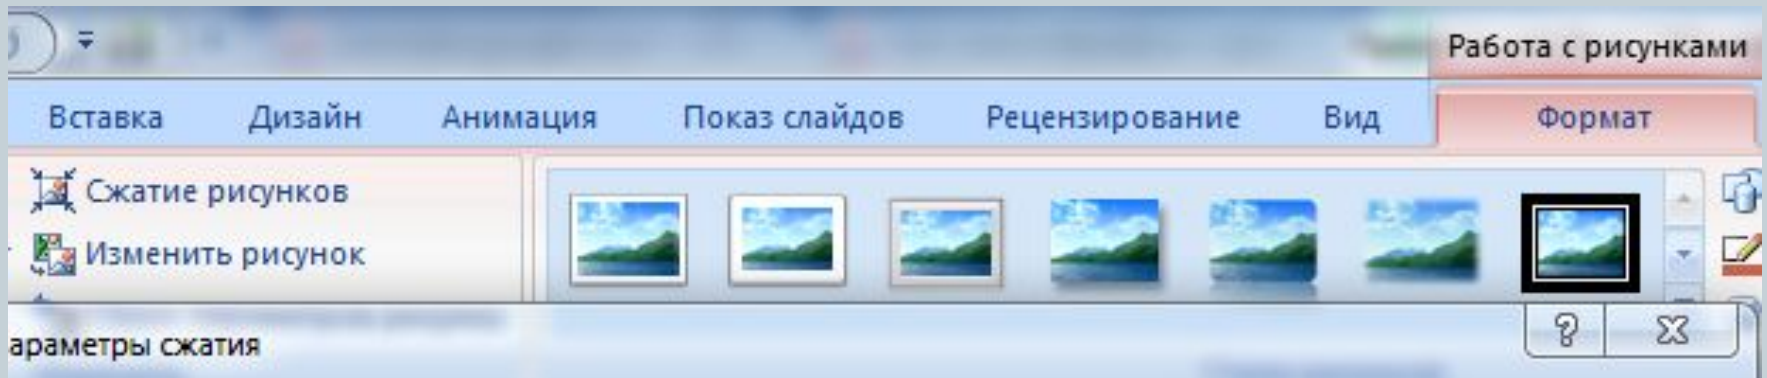 Работа с рисунками
Вставка Дизайн Анимация Показ слайдов Рецензирование Вид Формат
Сжатие рисунков
Изменить рисунок
араметры сжатия